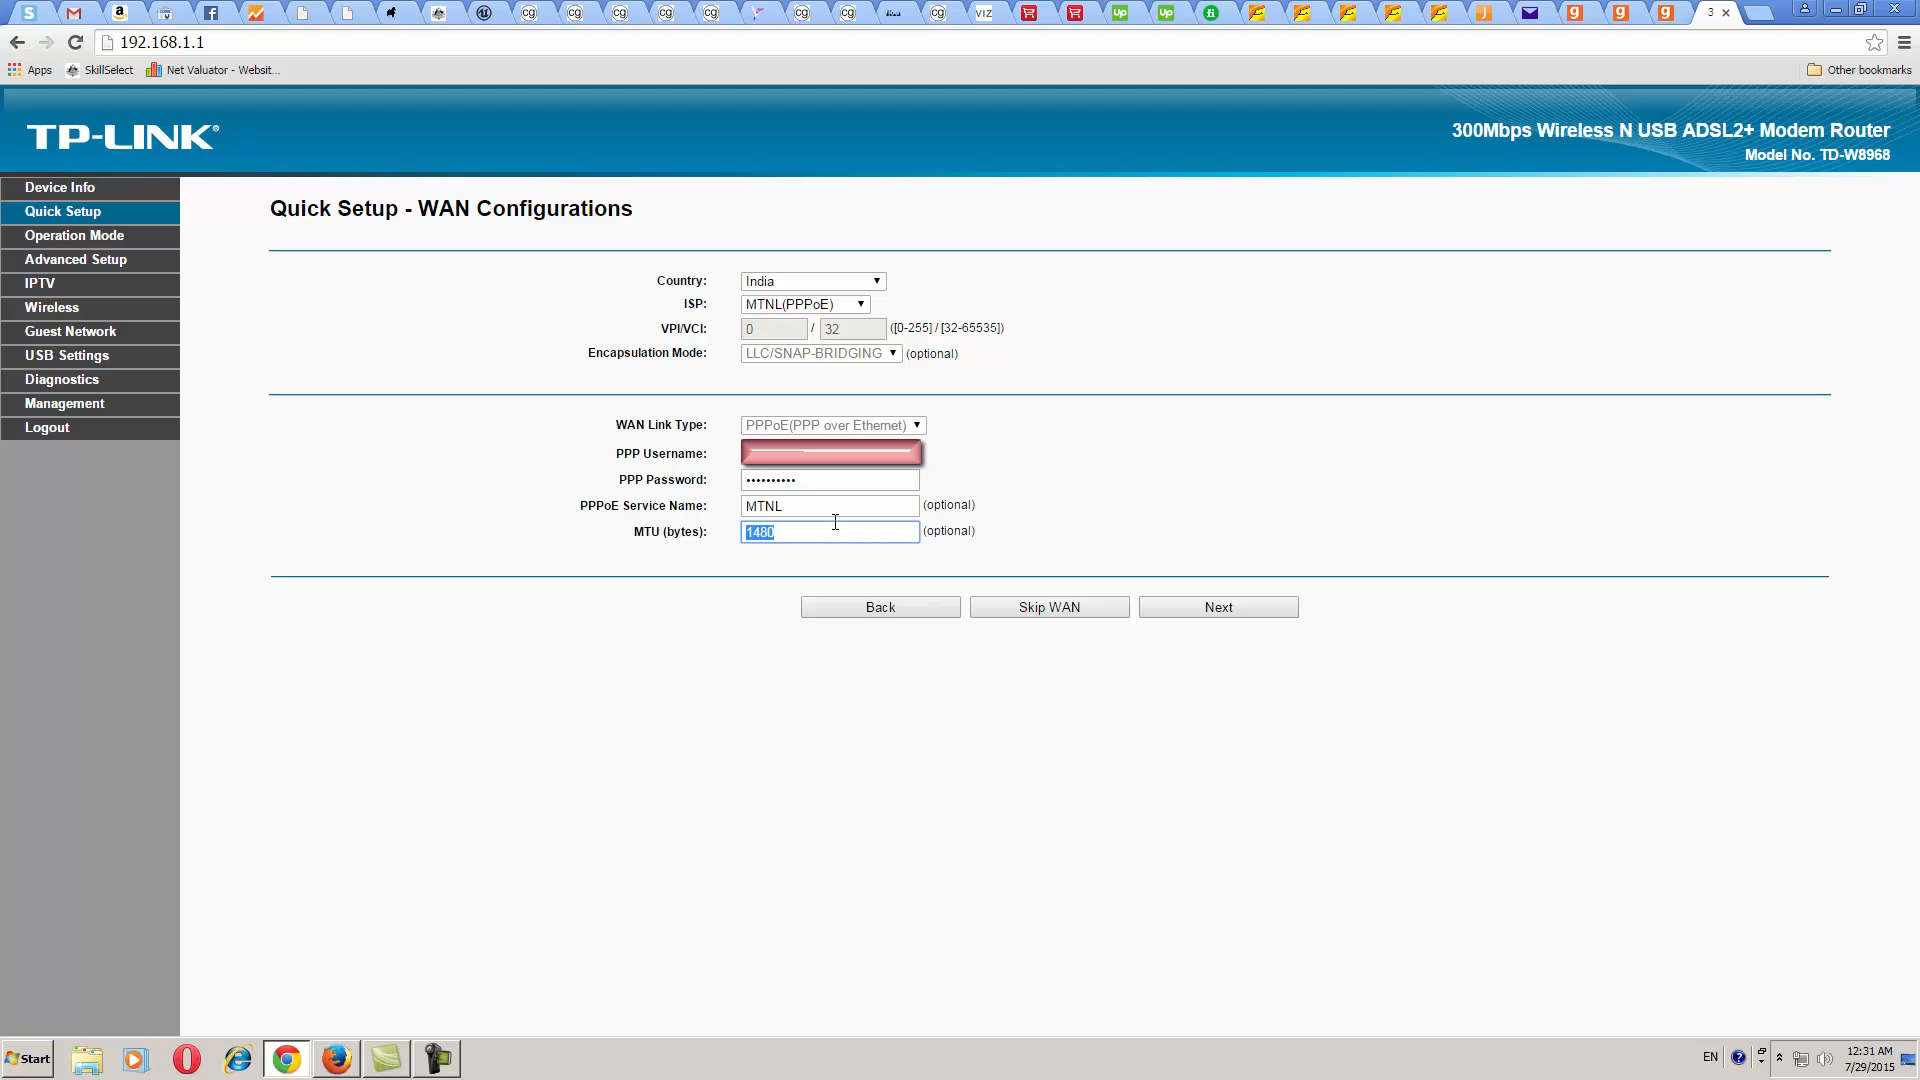 3
192.168.1.1
Apps SkillSelect Net Valuator - Websit... Other bookmarks
TP-LINK®
300Mbps Wireless N USB ADSL2+ Modem Router
Model No. TD-W8968
Device Info
Quick Setup
Operation Mode
Advanced Setup
IPTV
Wireless
Guest Network
USB Settings
Diagnostics
Management
Logout
Quick Setup - WAN Configurations
Country: India
ISP: MTNL(PPPoE)
VPI/VCI: 0 / 32 ([0-255] / [32-65535])
Encapsulation Mode: LLC/SNAP-BRIDGING (optional)
WAN Link Type: PPPoE(PPP over Ethernet)
PPP Username:
PPP Password: ••••••••••
PPPoE Service Name: MTNL (optional)
MTU (bytes): 1480 (optional)
Back Skip WAN Next
Start
EN
12:31 AM
7/29/2015